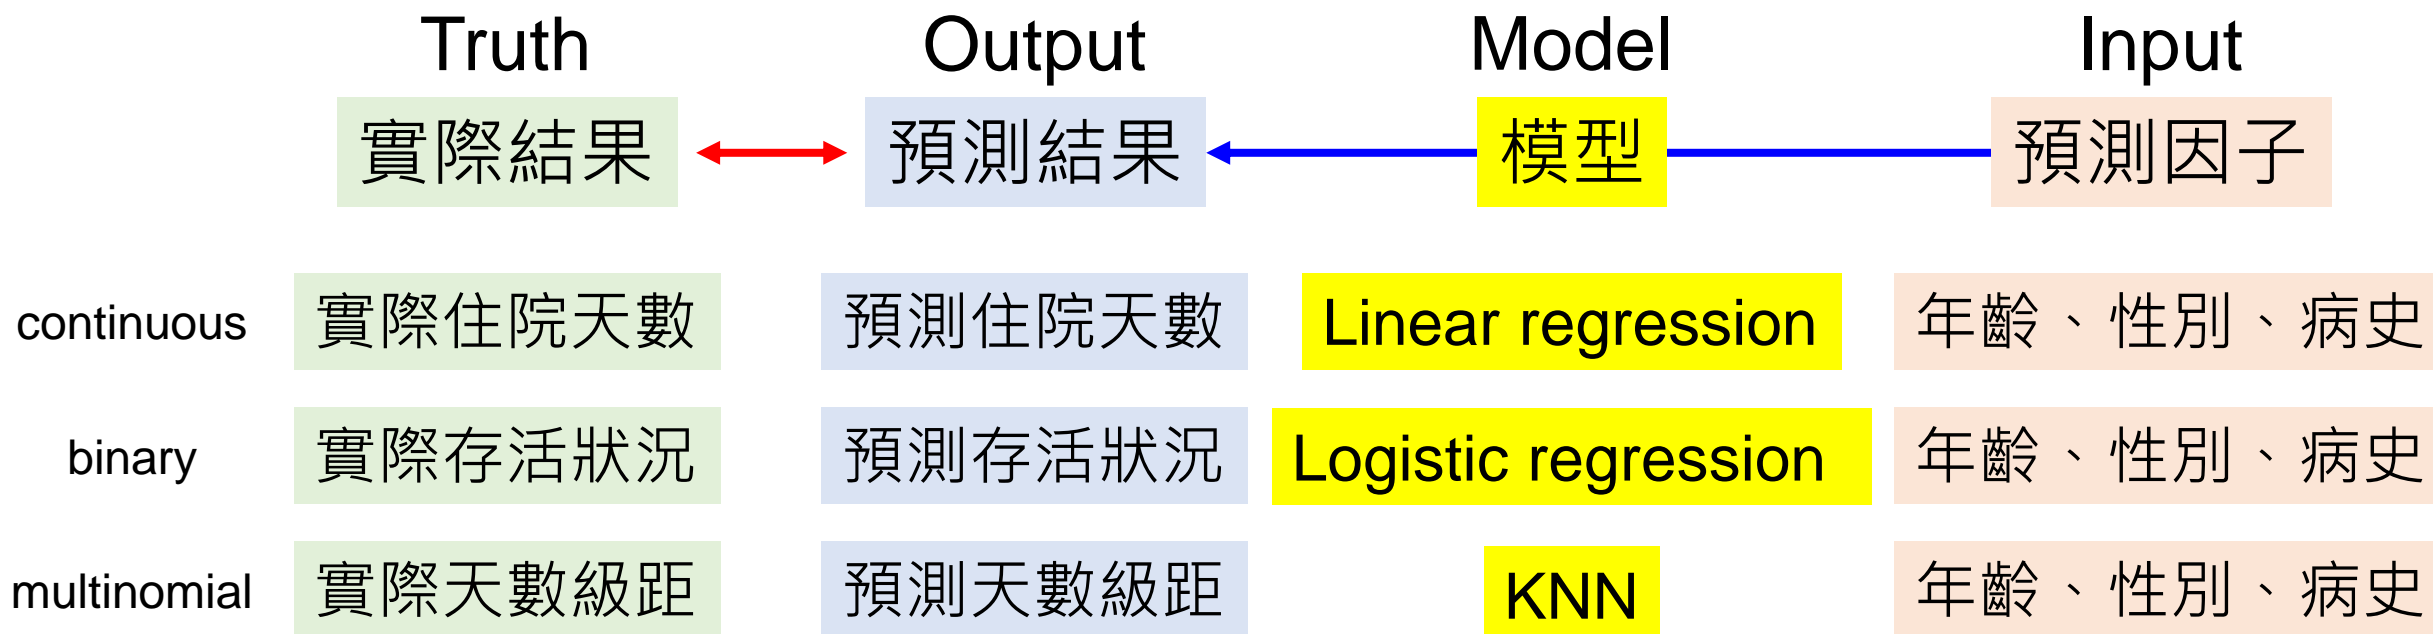 Truth Output Model Input
實際結果 預測結果 模型 預測因子
continuous 實際住院天數 預測住院天數 Linear regression 年齡、性別、病史
binary 實際存活狀況 預測存活狀況 Logistic regression 年齡、性別、病史
multinomial 實際天數級距 預測天數級距 KNN 年齡、性別、病史